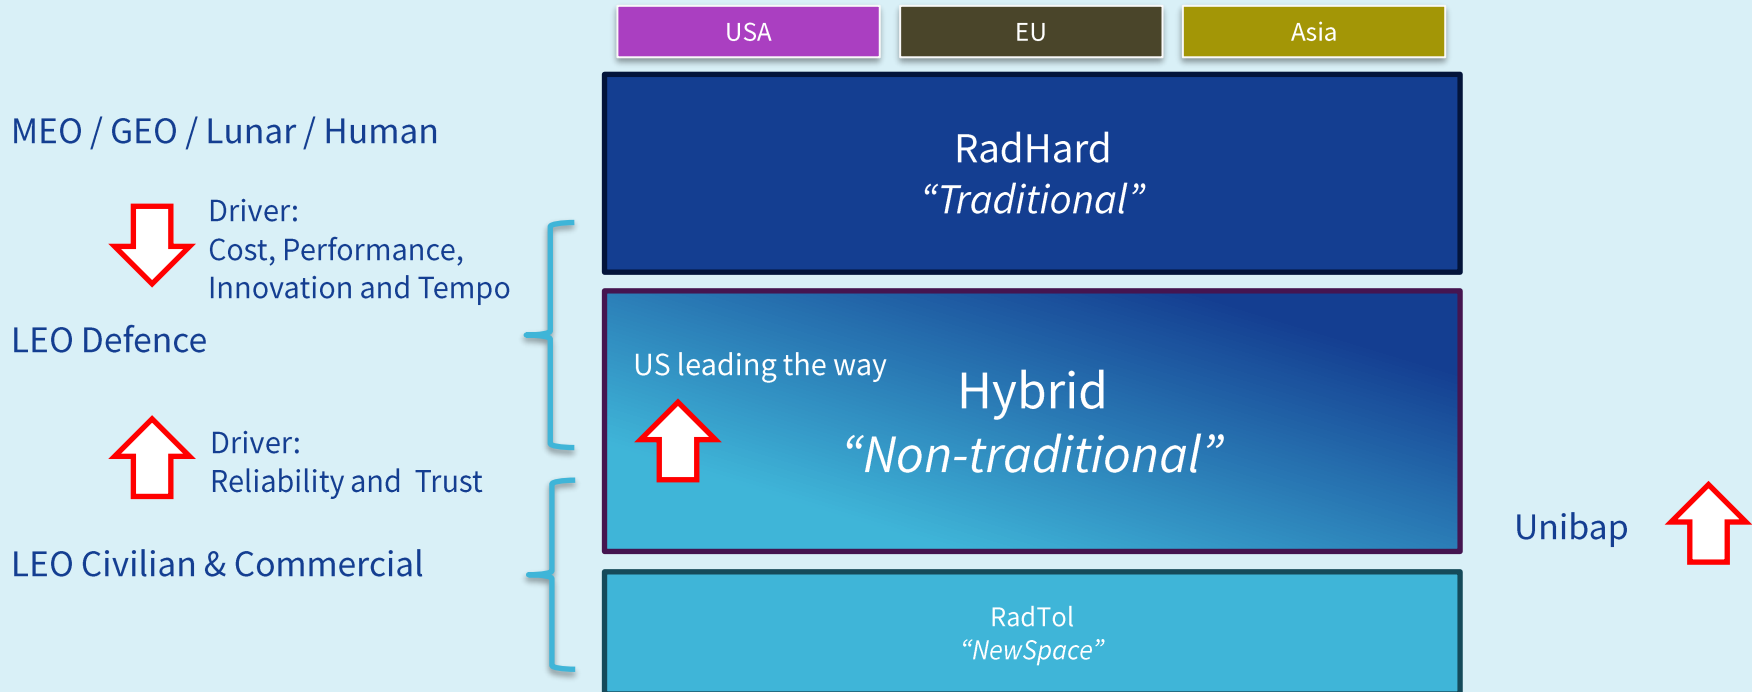 USA
EU
Asia
MEO / GEO / Lunar / Human
RadHard
“Traditional”
Driver:
Cost, Performance,
Innovation and Tempo
LEO Defence
US leading the way
Hybrid
“Non-traditional”
Driver:
Reliability and Trust
Unibap
LEO Civilian & Commercial
RadTol
“NewSpace”